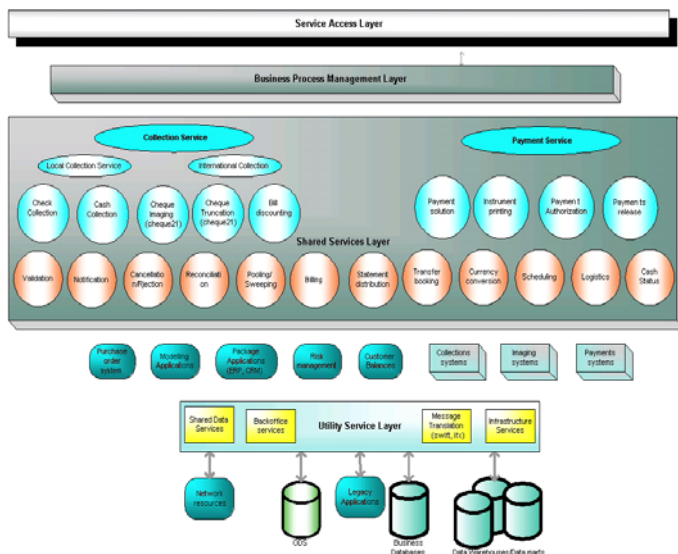 Service Access Layer
Business Process Management Layer
Collection Service
Payment Service
Local Collection Service
International Collection
Check
Collection
Cash
Collection
Cheque
Imaging
(cheque21)
Cheque
Truncation
(cheque21)
Bill
discounting
Payment
solution
Instrument
printing
Payment
Authorization
Payments
release
Shared Services Layer
Validation
Notification
Cancellatio
n/Rjection
Reconciliati
on
Pooling/
Sweeping
Billing
Statement
distribution
Transfer
booking
Currency
conversion
Scheduling
Logistics
Cash
Status
Purchase
order
system
Modelling
Applications
Package
Applications
(ERP, CRM)
Risk
management
Customer
Balances
Collections
systems
Imaging
systems
Payments
systems
Shared Data
Services
Backoffice
services
Utility Service Layer
Message
Translation
(swift, itc)
Infrastructure
Services
Network
resources
ODS
Legacy
Applications
Business
Databases
Data Warehouses/Data marts